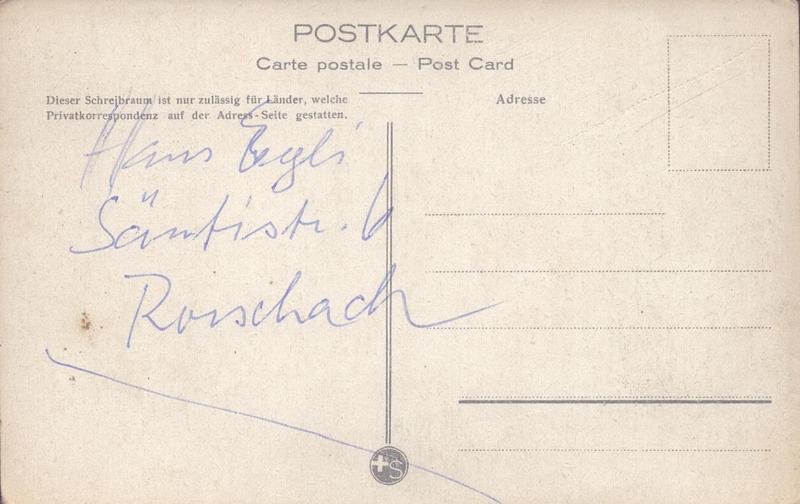 POSTKARTE
Carte postale — Post Card
Dieser Schreibraum ist nur zulässig für Länder, welche
Privatkorrespondenz auf der Adress-Seite gestatten.
Adresse
Hans Egli
Säntisstr. 6
Rorschach
S